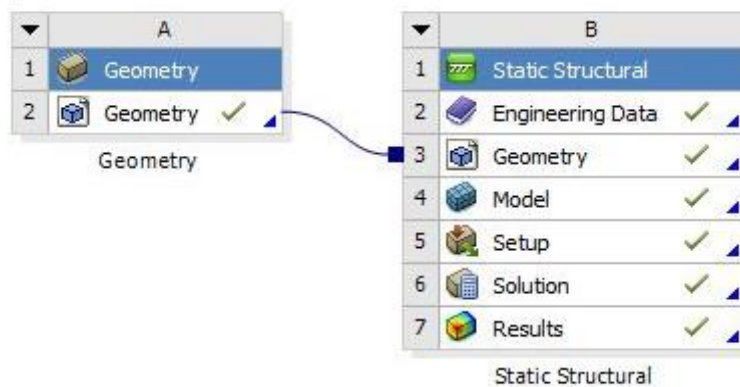 A
1 Geometry
2 Geometry
Geometry
B
1 Static Structural
2 Engineering Data
3 Geometry
4 Model
5 Setup
6 Solution
7 Results
Static Structural